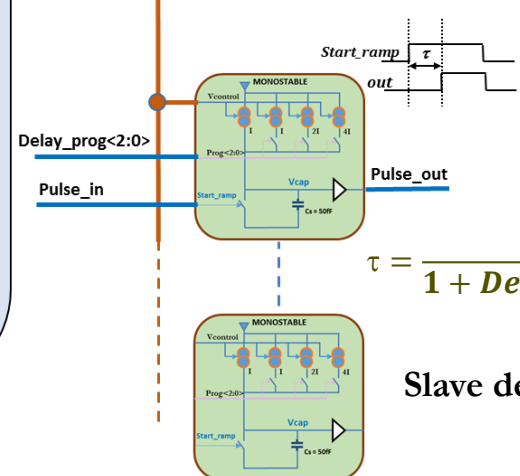 Start_ramp
τ
out
MONOSTABLE
Vcontrol
I
I
2I
4I
Delay_prog<2:0>
Prog<2:0>
Pulse_in
Start_ramp
Vcap
Cs = 50fF
Pulse_out
τ =
1 + De
MONOSTABLE
Vcontrol
I
I
2I
4I
Prog<2:0>
Slave de
Vcap
Start_ramp
Cs = 50fF